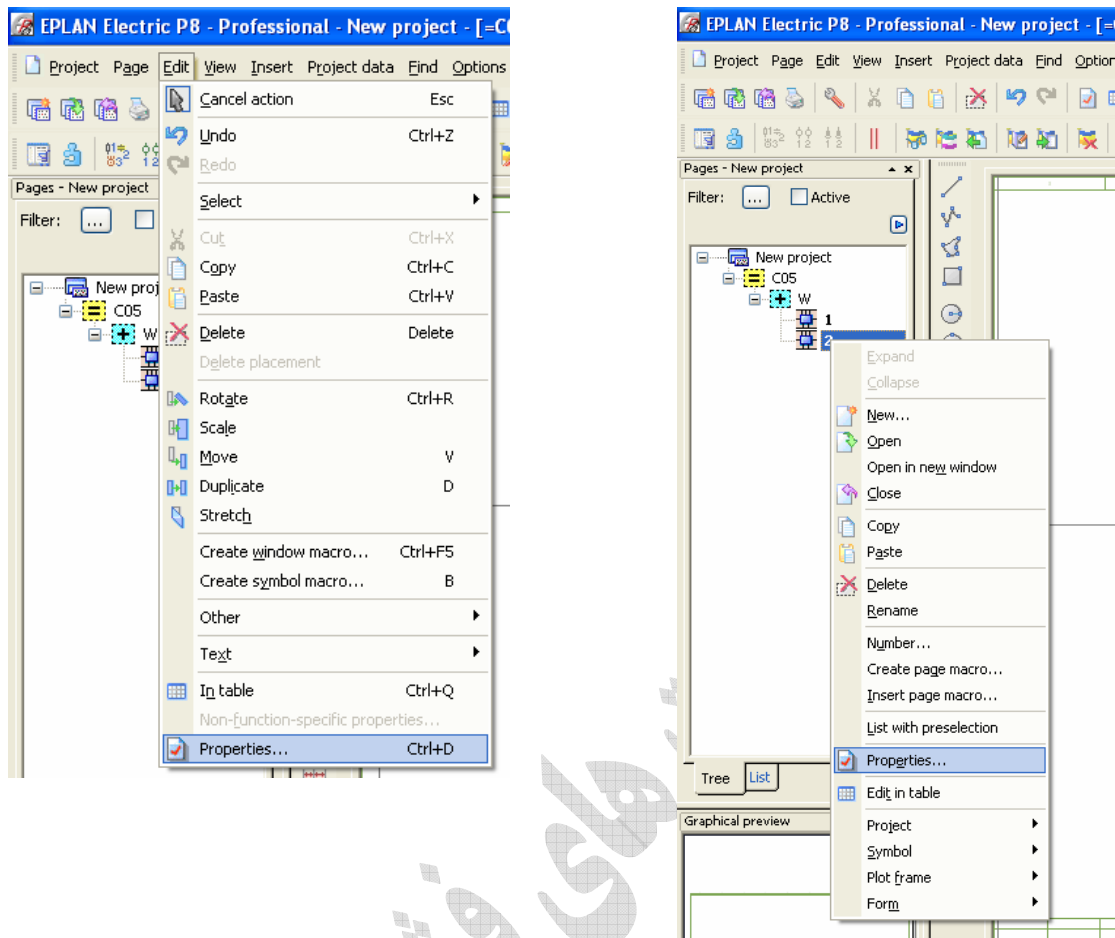 EPLAN Electric P8 - Professional - New project - [=C
Project Page Edit View Insert Project data Find Options
Cancel action Esc
Undo Ctrl+Z
Redo
Select
Cut Ctrl+X
Copy Ctrl+C
Paste Ctrl+V
Delete Delete
Delete placement
Rotate Ctrl+R
Scale
Move V
Duplicate D
Stretch
Create window macro... Ctrl+F5
Create symbol macro... B
Other
Text
In table Ctrl+Q
Non-function-specific properties...
Properties... Ctrl+D
Pages - New project
Filter: ...
New proj
C05
W
EPLAN Electric P8 - Professional - New project - [=
Project Page Edit View Insert Project data Find Option
Pages - New project
Filter: ... Active
New project
C05
W
1
2
Expand
Collapse
New...
Open
Open in new window
Close
Copy
Paste
Delete
Rename
Number...
Create page macro...
Insert page macro...
List with preselection
Properties...
Edit in table
Project
Symbol
Plot frame
Form
Tree List
Graphical preview
های